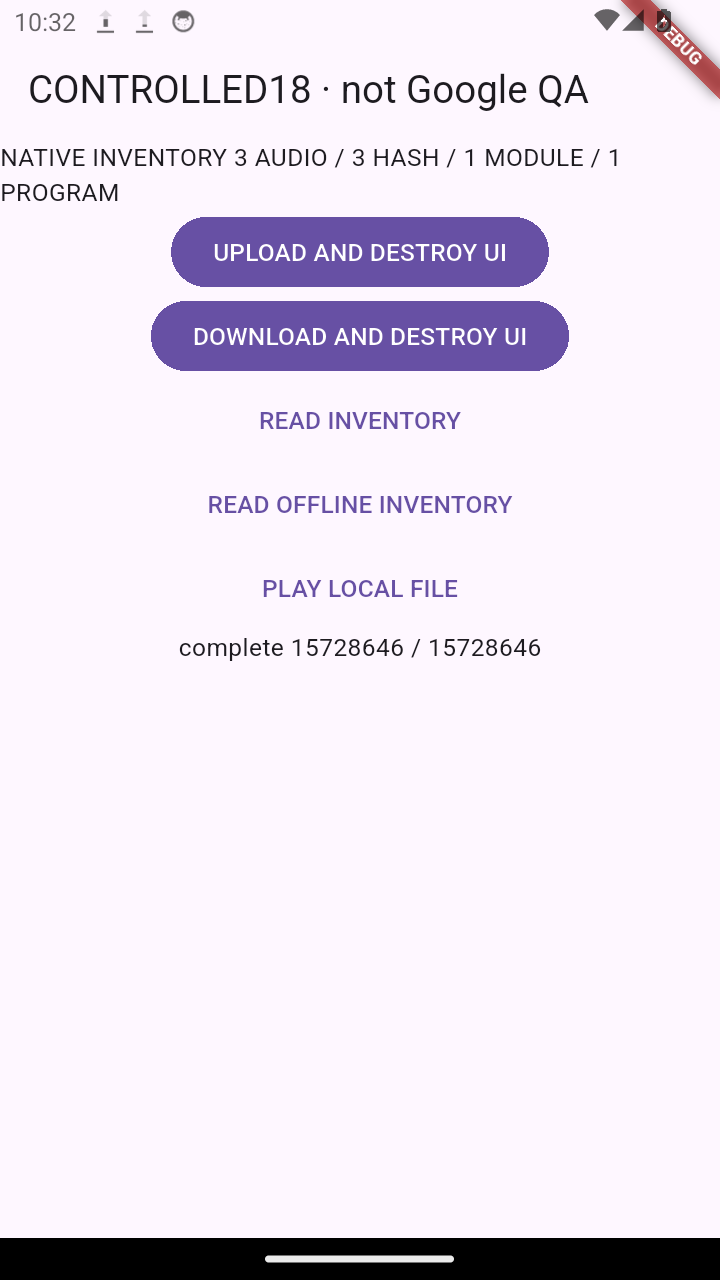 10:32
DEBUG
CONTROLLED18 · not Google QA
NATIVE INVENTORY 3 AUDIO / 3 HASH / 1 MODULE / 1
PROGRAM
UPLOAD AND DESTROY UI
DOWNLOAD AND DESTROY UI
READ INVENTORY
READ OFFLINE INVENTORY
PLAY LOCAL FILE
complete 15728646 / 15728646